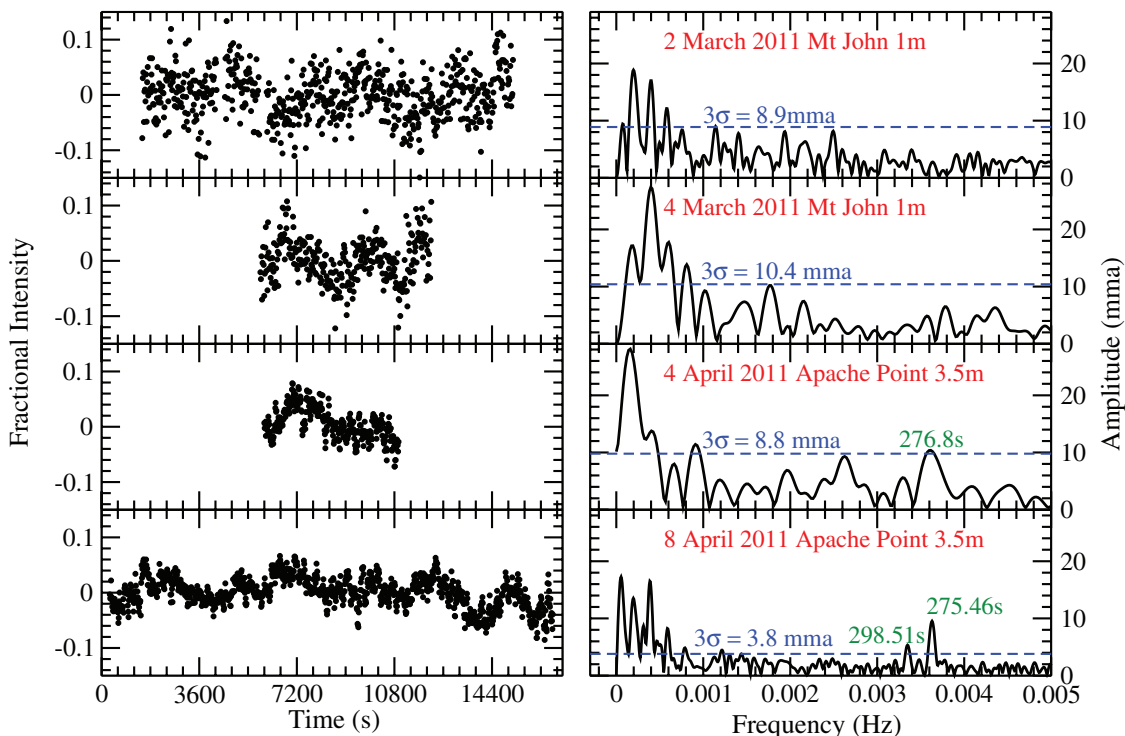 0.1
0
-0.1
0.1
0
-0.1
0.1
0
-0.1
0.1
0
-0.1
Fractional Intensity
0 3600 7200 10800 14400
Time (s)
2 March 2011 Mt John 1m
3σ = 8.9mma
20
10
0
4 March 2011 Mt John 1m
3σ = 10.4 mma
20
10
0
4 April 2011 Apache Point 3.5m
3σ = 8.8 mma
276.8s
20
10
0
8 April 2011 Apache Point 3.5m
275.46s
3σ = 3.8 mma
298.51s
20
10
0
Amplitude (mma)
0 0.001 0.002 0.003 0.004 0.005
Frequency (Hz)